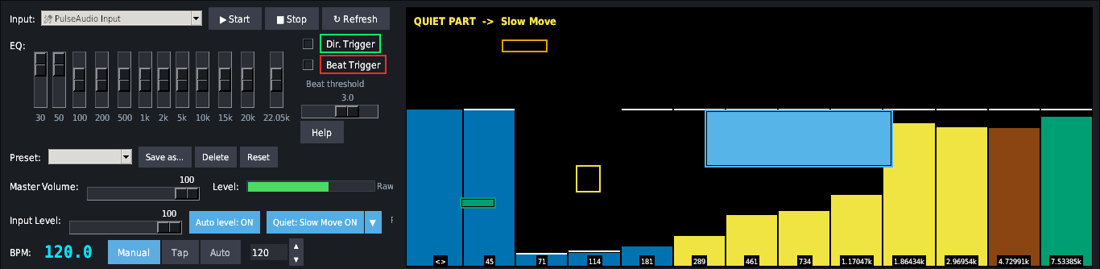 Input: PulseAudio Input ▶ Start ■ Stop ↻ Refresh
EQ:
Dir. Trigger
Beat Trigger
Beat threshold
3.0
30 50 100 200 500 1k 2k 5k 10k 15k 20k 22.05k
Help
Preset: Save as... Delete Reset
Master Volume: 100 Level: Raw
Input Level: 100 Auto level: ON Quiet: Slow Move ON ▼
BPM: 120.0 Manual Tap Auto 120
QUIET PART -> Slow Move
<> 45 71 114 181 289 461 734 1.17047k 1.86434k 2.96954k 4.72991k 7.53385k